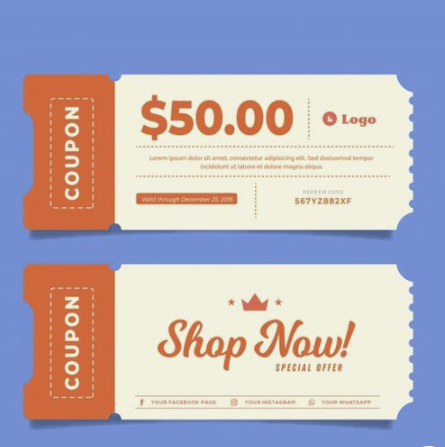 COUPON
$50.00
Logo
Lorem ipsum dolor sit amet, consectetur adipisicing elit. Sed doeiusmod tempor
incididunt ut labore et dolore magna aliqua.
Valid through December 25, 2018
REDEEM CODE
567YZ882XF
COUPON
Shop Now!
SPECIAL OFFER
YOUR FACEBOOK PAGE
YOUR INSTAGRAM
YOUR WHATSAPP